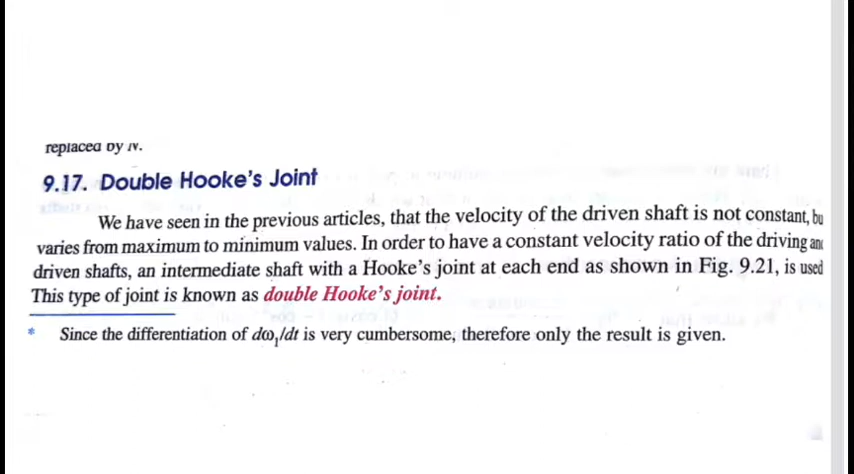 replaced by N.
9.17. Double Hooke's Joint
We have seen in the previous articles, that the velocity of the driven shaft is not constant, bu
varies from maximum to minimum values. In order to have a constant velocity ratio of the driving and
driven shafts, an intermediate shaft with a Hooke's joint at each end as shown in Fig. 9.21, is used
This type of joint is known as double Hooke's joint.
* Since the differentiation of dω₁/dt is very cumbersome, therefore only the result is given.